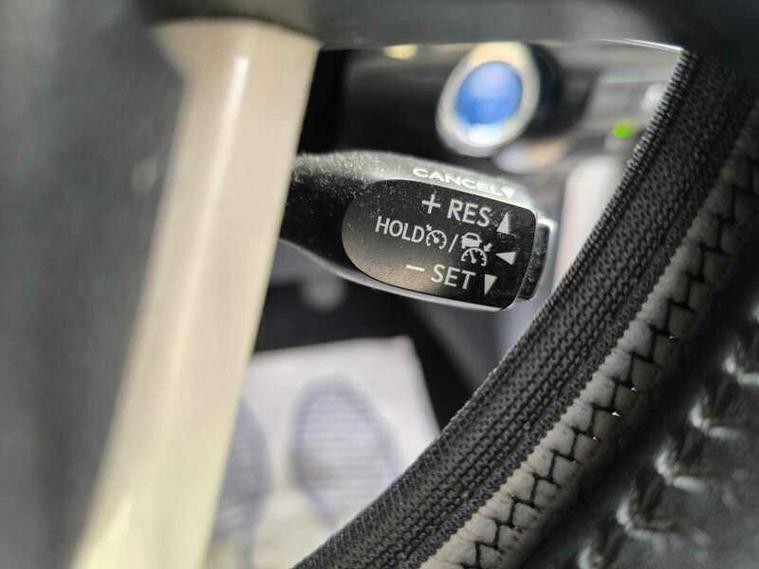 CANCEL
+ RES
HOLD /
− SET